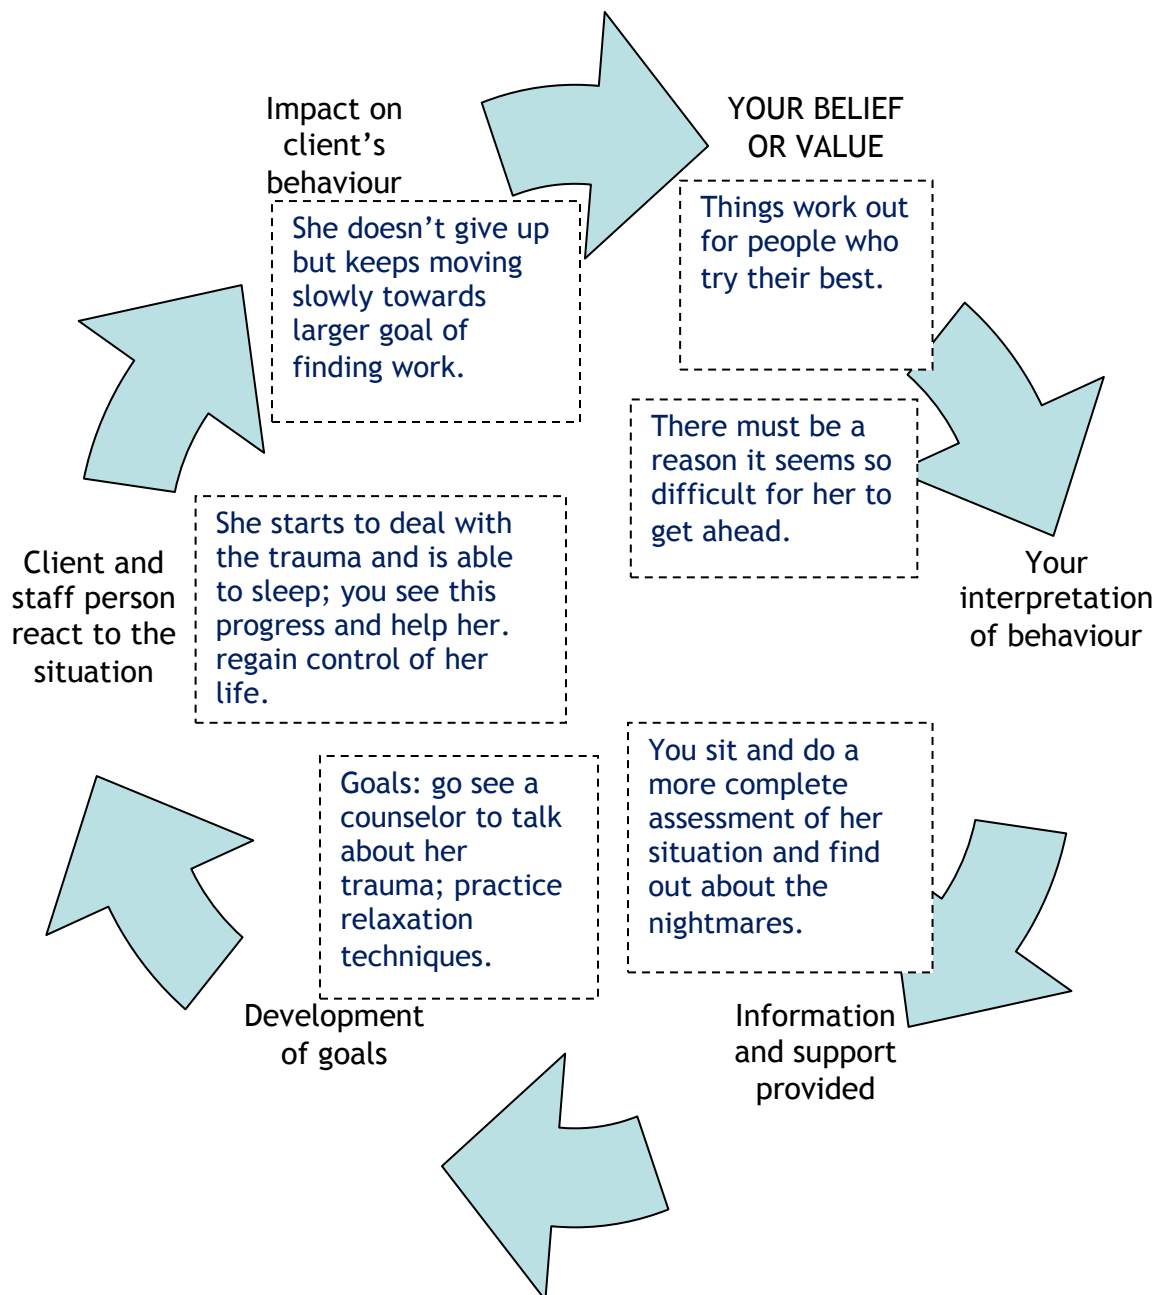 Impact on
client’s
behaviour
She doesn’t give up
but keeps moving
slowly towards
larger goal of
finding work.
YOUR BELIEF
OR VALUE
Things work out
for people who
try their best.
There must be a
reason it seems so
difficult for her to
get ahead.
Your
interpretation
of behaviour
You sit and do a
more complete
assessment of her
situation and find
out about the
nightmares.
Information
and support
provided
Goals: go see a
counselor to talk
about her
trauma; practice
relaxation
techniques.
Development
of goals
She starts to deal with
the trauma and is able
to sleep; you see this
progress and help her.
regain control of her
life.
Client and
staff person
react to the
situation